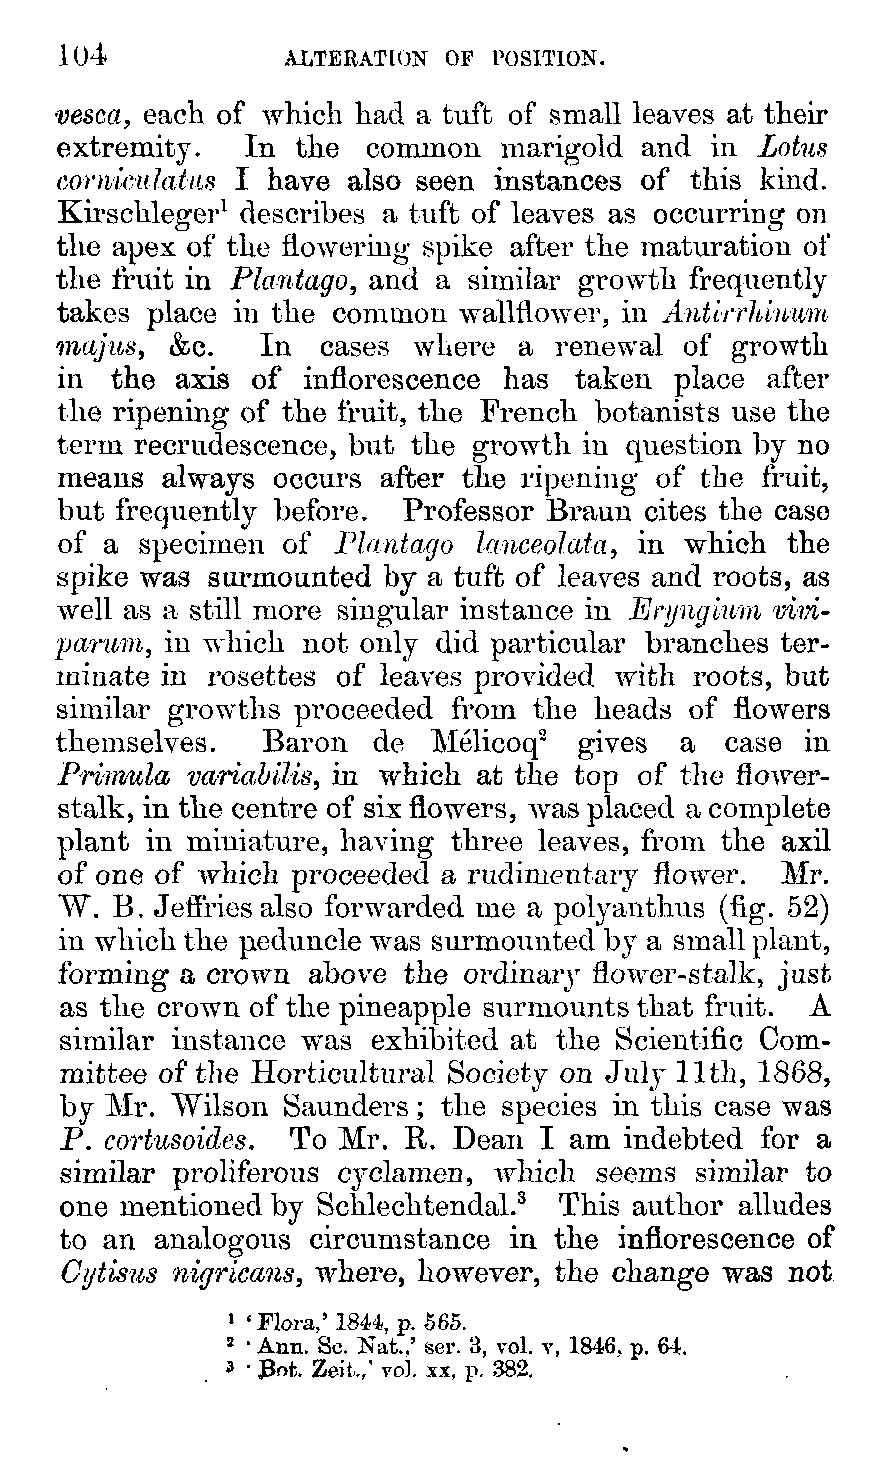 104 ALTERATION OF POSITION.
vesca, each of which had a tuft of small leaves at their
extremity. In the common marigold and in Lotus
corniculatus I have also seen instances of this kind.
Kirschleger¹ describes a tuft of leaves as occurring on
the apex of the flowering spike after the maturation of
the fruit in Plantago, and a similar growth frequently
takes place in the common wallflower, in Antirrhinum
majus, &c. In cases where a renewal of growth
in the axis of inflorescence has taken place after
the ripening of the fruit, the French botanists use the
term recrudescence, but the growth in question by no
means always occurs after the ripening of the fruit,
but frequently before. Professor Braun cites the case
of a specimen of Plantago lanceolata, in which the
spike was surmounted by a tuft of leaves and roots, as
well as a still more singular instance in Eryngium vivi-
parum, in which not only did particular branches ter-
minate in rosettes of leaves provided with roots, but
similar growths proceeded from the heads of flowers
themselves. Baron de Mélicoq² gives a case in
Primula variabilis, in which at the top of the flower-
stalk, in the centre of six flowers, was placed a complete
plant in miniature, having three leaves, from the axil
of one of which proceeded a rudimentary flower. Mr.
W. B. Jeffries also forwarded me a polyanthus (fig. 52)
in which the peduncle was surmounted by a small plant,
forming a crown above the ordinary flower-stalk, just
as the crown of the pineapple surmounts that fruit. A
similar instance was exhibited at the Scientific Com-
mittee of the Horticultural Society on July 11th, 1868,
by Mr. Wilson Saunders; the species in this case was
P. cortusoides. To Mr. R. Dean I am indebted for a
similar proliferous cyclamen, which seems similar to
one mentioned by Schlechtendal.³ This author alludes
to an analogous circumstance in the inflorescence of
Cytisus nigricans, where, however, the change was not
¹ 'Flora,' 1844, p. 565.
² 'Ann. Sc. Nat.,' ser. 3, vol. v, 1846, p. 64.
³ 'Bot. Zeit.,' vol. xx, p. 382.